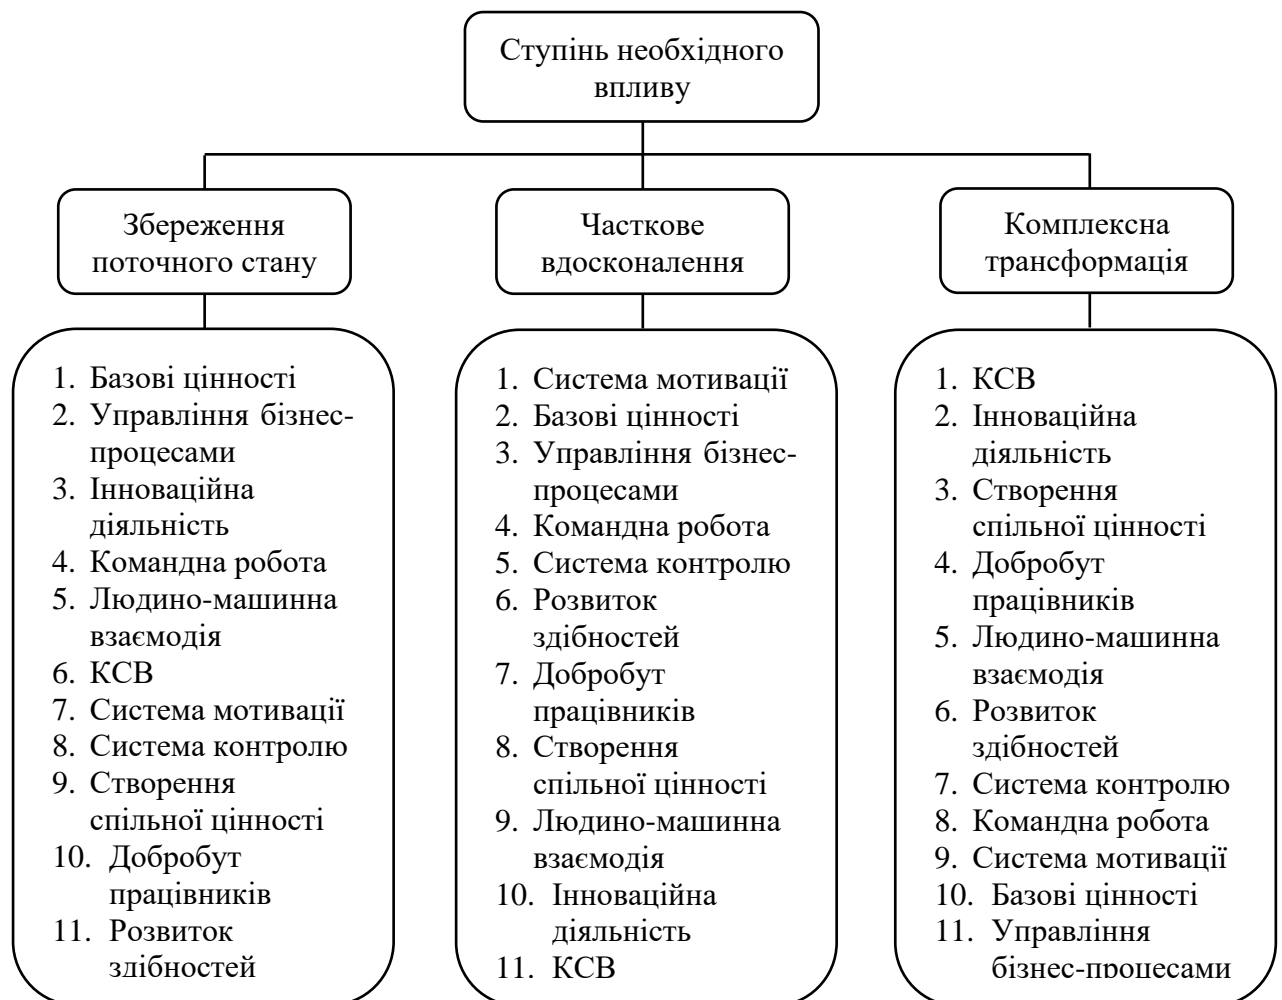 Ступінь необхідного
впливу
Збереження
поточного стану
Часткове
вдосконалення
Комплексна
трансформація
1. Базові цінності
2. Управління бізнес-
процесами
3. Інноваційна
діяльність
4. Командна робота
5. Людино-машинна
взаємодія
6. КСВ
7. Система мотивації
8. Система контролю
9. Створення
спільної цінності
10. Добробут
працівників
11. Розвиток
здібностей
1. Система мотивації
2. Базові цінності
3. Управління бізнес-
процесами
4. Командна робота
5. Система контролю
6. Розвиток
здібностей
7. Добробут
працівників
8. Створення
спільної цінності
9. Людино-машинна
взаємодія
10. Інноваційна
діяльність
11. КСВ
1. КСВ
2. Інноваційна
діяльність
3. Створення
спільної цінності
4. Добробут
працівників
5. Людино-машинна
взаємодія
6. Розвиток
здібностей
7. Система контролю
8. Командна робота
9. Система мотивації
10. Базові цінності
11. Управління
бізнес-процесами